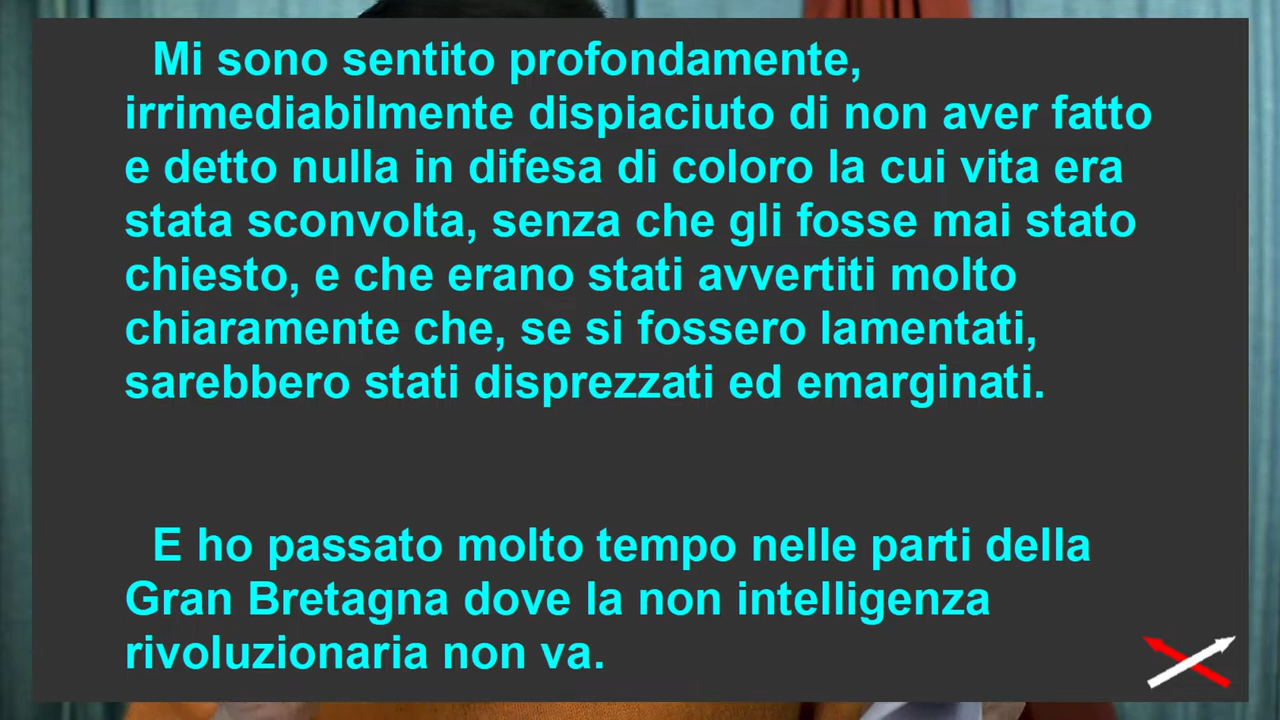 Mi sono sentito profondamente,
irrimediabilmente dispiaciuto di non aver fatto
e detto nulla in difesa di coloro la cui vita era
stata sconvolta, senza che gli fosse mai stato
chiesto, e che erano stati avvertiti molto
chiaramente che, se si fossero lamentati,
sarebbero stati disprezzati ed emarginati.
E ho passato molto tempo nelle parti della
Gran Bretagna dove la non intelligenza
rivoluzionaria non va.